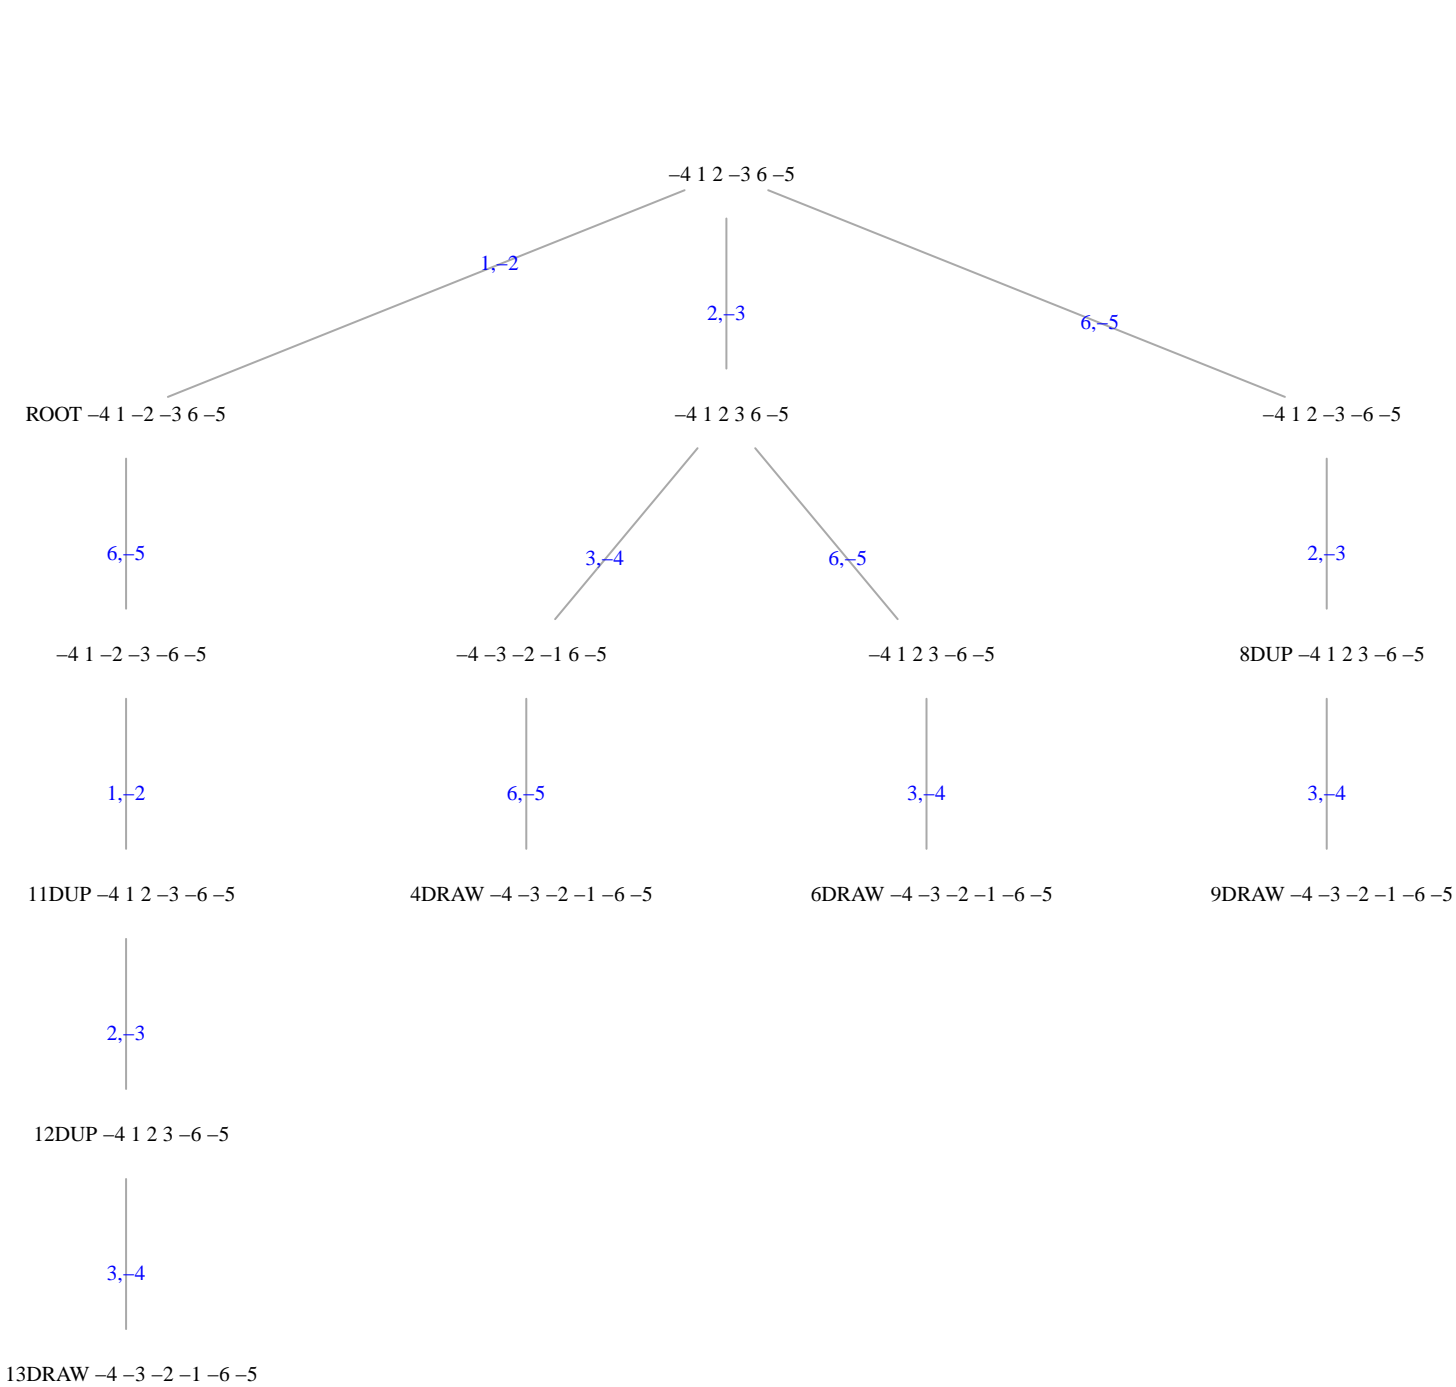 –4 1 2 –3 6 –5
1,–2
2,–3
6,–5
ROOT –4 1 –2 –3 6 –5
–4 1 2 3 6 –5
–4 1 2 –3 –6 –5
6,–5
3,–4
6,–5
2,–3
–4 1 –2 –3 –6 –5
–4 –3 –2 –1 6 –5
–4 1 2 3 –6 –5
8DUP –4 1 2 3 –6 –5
1,–2
6,–5
3,–4
3,–4
11DUP –4 1 2 –3 –6 –5
4DRAW –4 –3 –2 –1 –6 –5
6DRAW –4 –3 –2 –1 –6 –5
9DRAW –4 –3 –2 –1 –6 –5
2,–3
12DUP –4 1 2 3 –6 –5
3,–4
13DRAW –4 –3 –2 –1 –6 –5